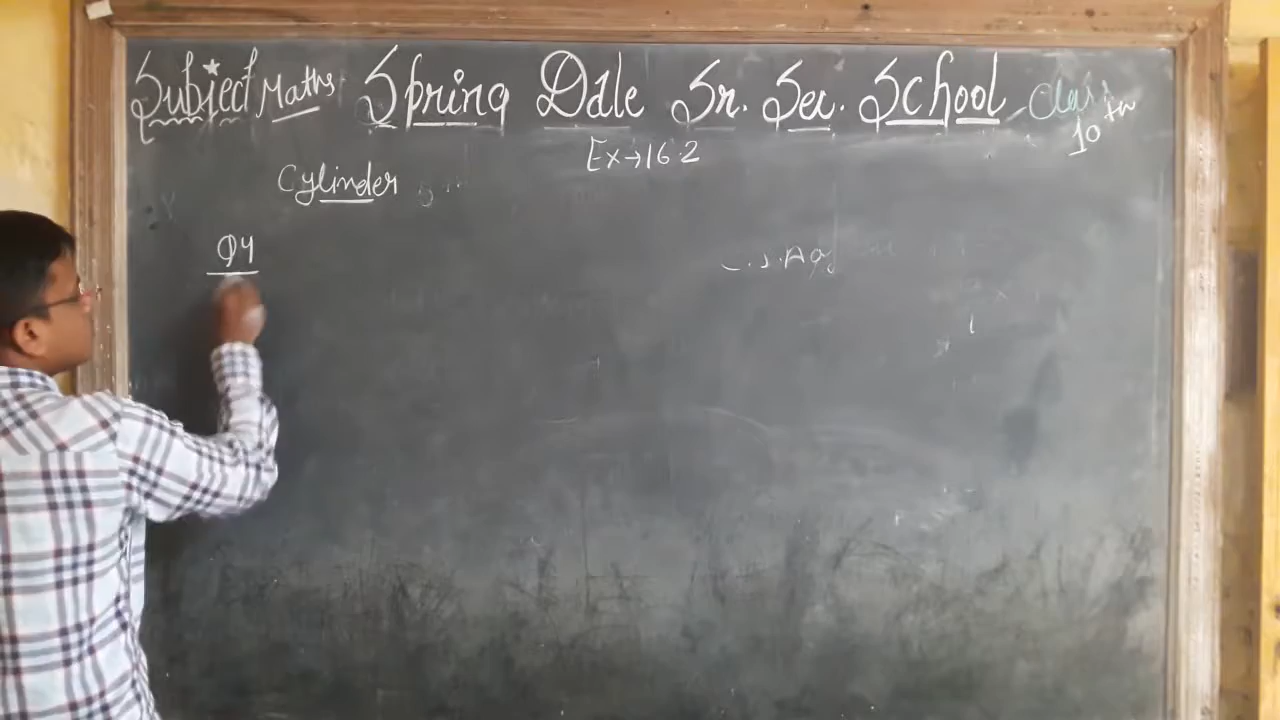 Subject Maths Spring Dale Sr. Sec. School Class 10th
Ex→16.2
Cylinder
Q4